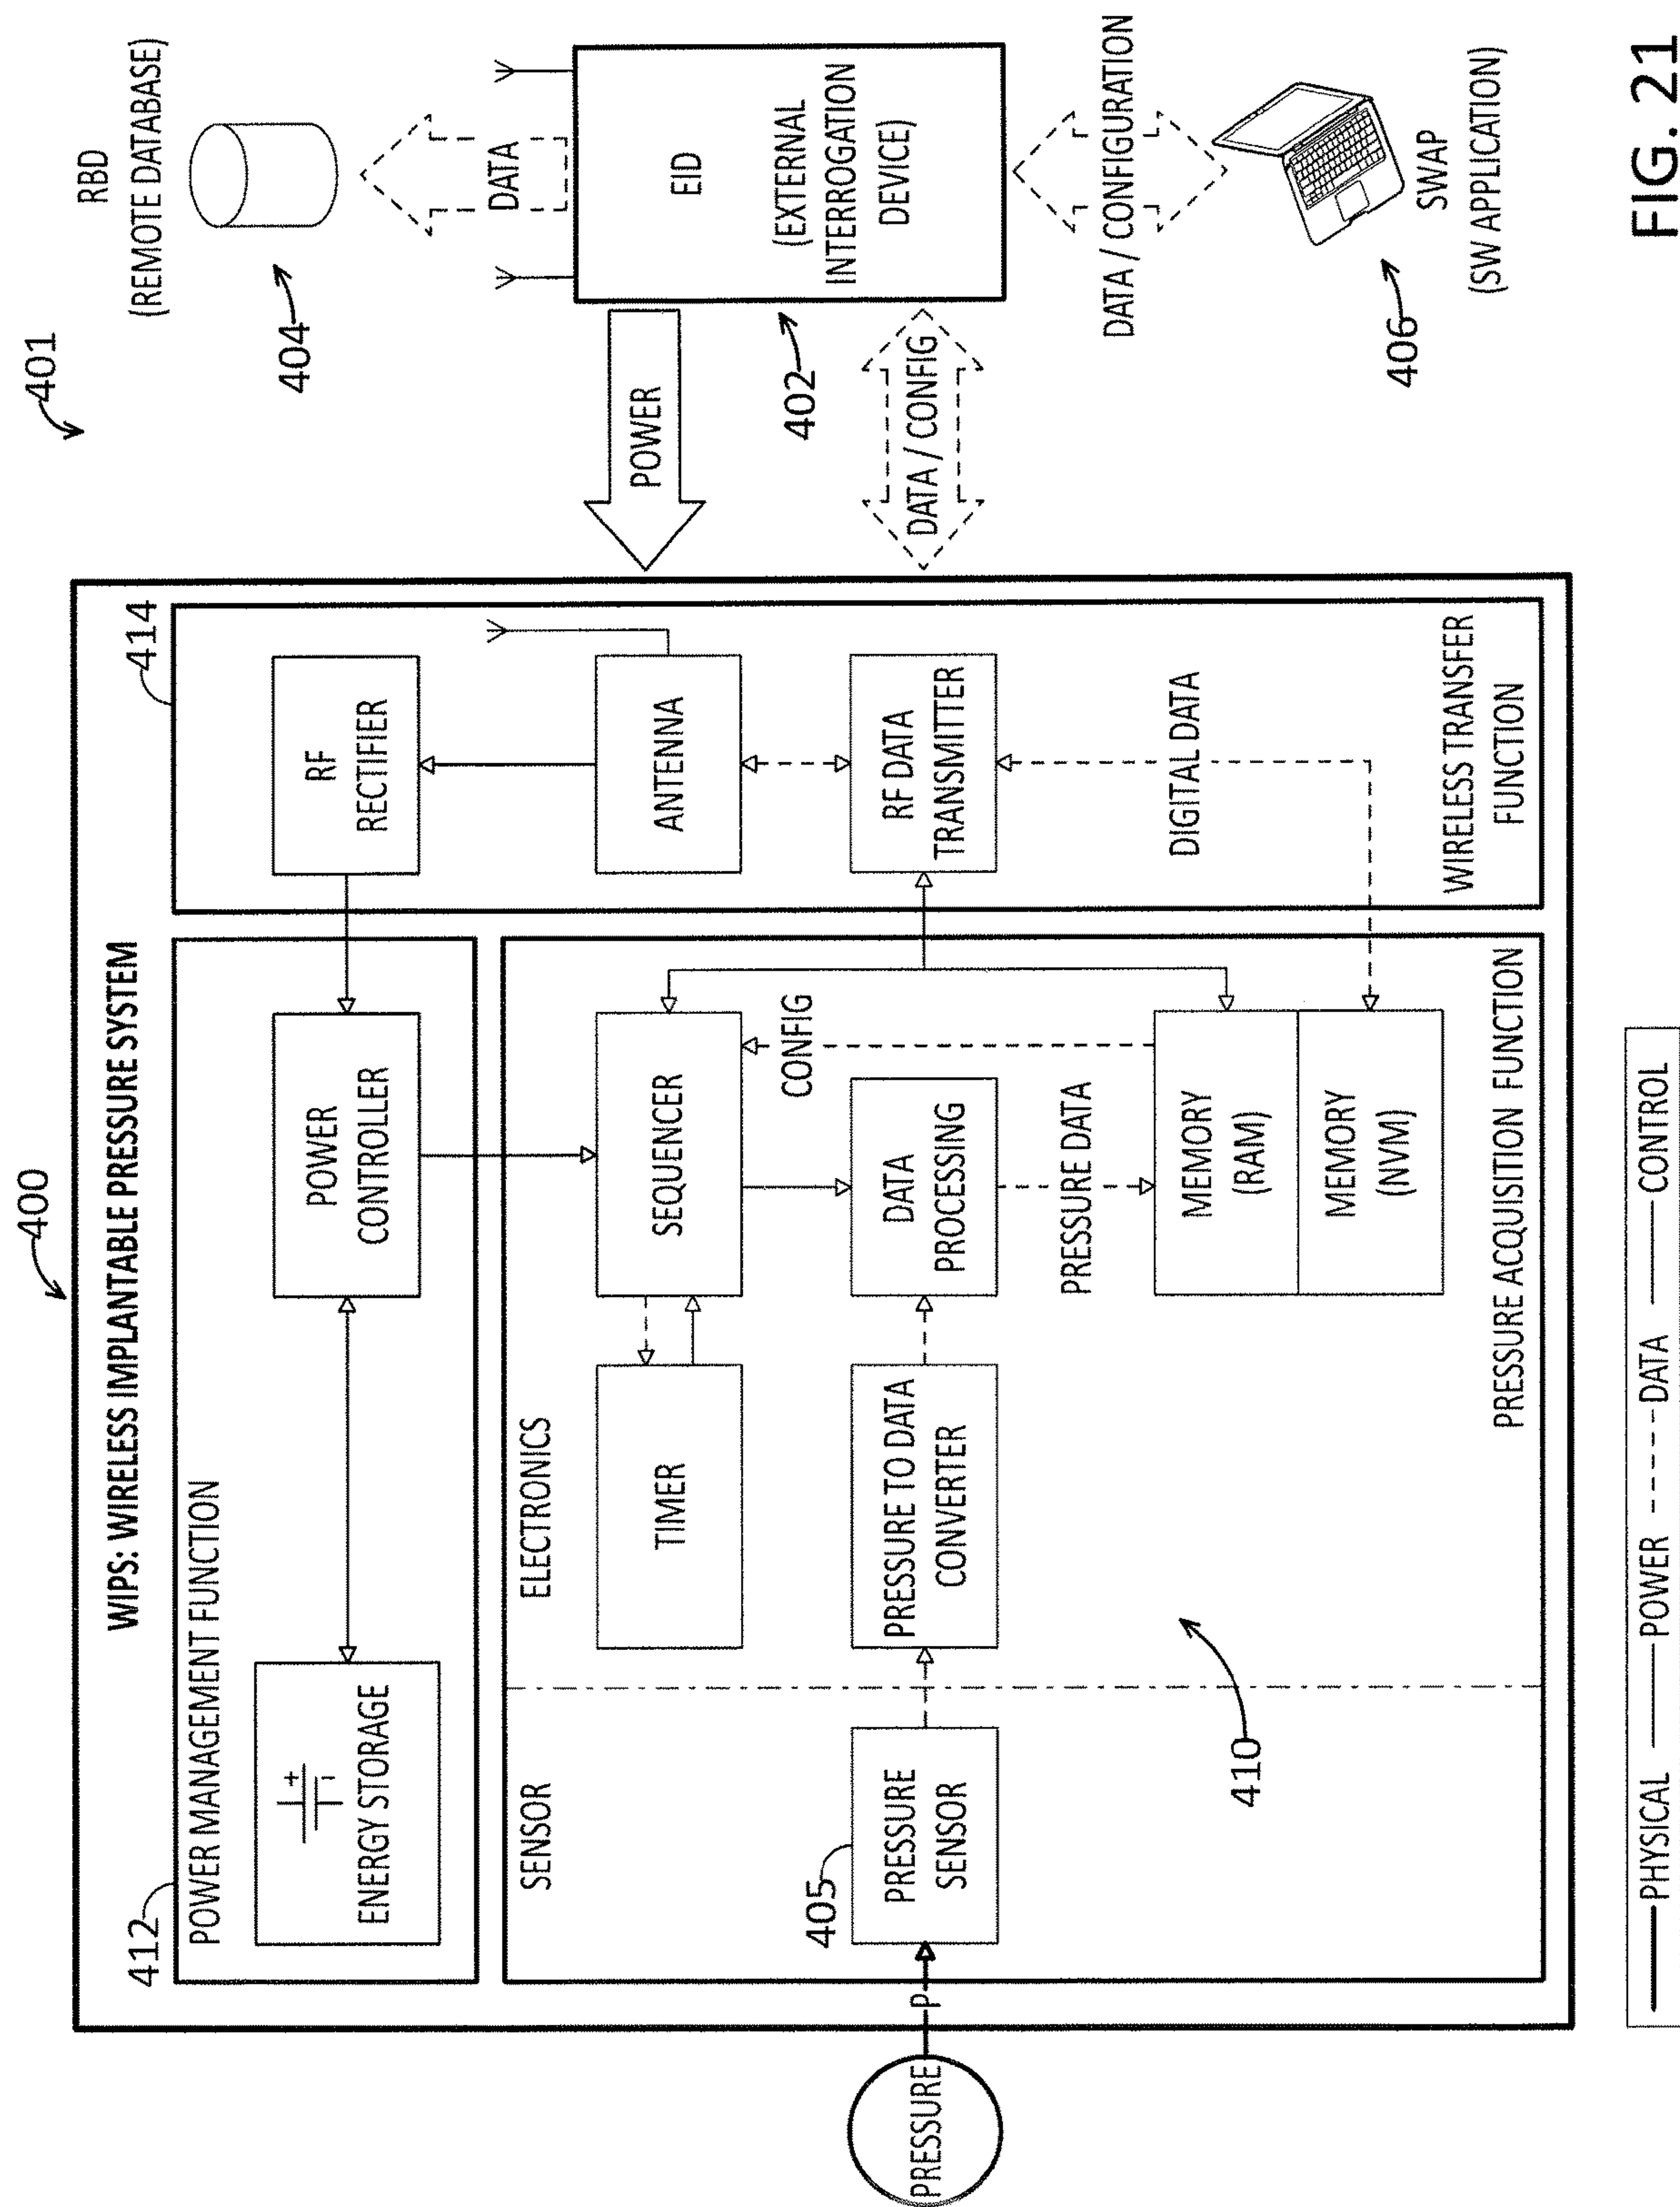 400
401
WIPS: WIRELESS IMPLANTABLE PRESSURE SYSTEM
412
POWER MANAGEMENT FUNCTION
+
-
ENERGY STORAGE
POWER
CONTROLLER
414
RF
RECTIFIER
ANTENNA
RF DATA
TRANSMITTER
DIGITAL DATA
WIRELESS TRANSFER
FUNCTION
SENSOR
ELECTRONICS
TIMER
SEQUENCER
CONFIG
PRESSURE
P
405
PRESSURE
SENSOR
PRESSURE TO DATA
CONVERTER
DATA
PROCESSING
PRESSURE DATA
MEMORY
(RAM)
MEMORY
(NVM)
410
PRESSURE ACQUISITION FUNCTION
POWER
DATA / CONFIG
402
404
RBD
(REMOTE DATABASE)
DATA
EID
(EXTERNAL
INTERROGATION
DEVICE)
DATA / CONFIGURATION
406
SWAP
(SW APPLICATION)
PHYSICAL POWER DATA CONTROL
FIG. 21